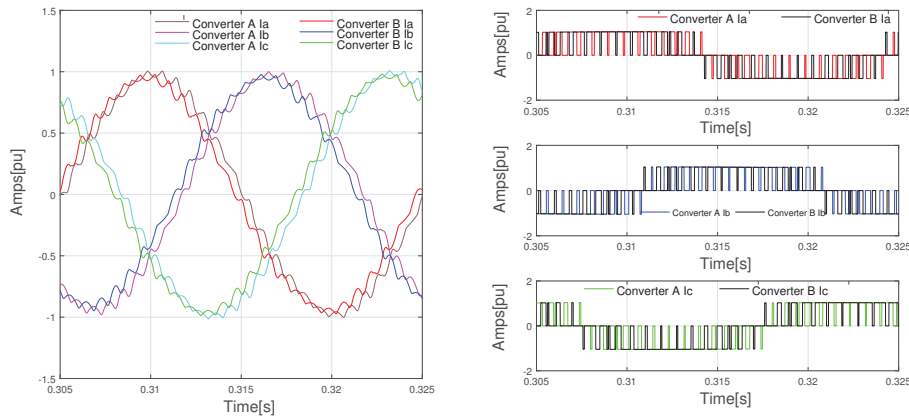 1.5
1
0.5
0
-0.5
-1
-1.5
Amps[pu]
Converter A Ia
Converter A Ib
Converter A Ic
Converter B Ia
Converter B Ib
Converter B Ic
0.305
0.31
0.315
0.32
0.325
Time[s]
2
0
-2
Amps[pu]
Converter A Ia
Converter B Ia
0.305
0.31
0.315
0.32
0.325
Time[s]
2
0
-2
Amps[pu]
Converter A Ib
Converter B Ib
0.305
0.31
0.315
0.32
0.325
Time[s]
2
0
-2
Amps[pu]
Converter A Ic
Converter B Ic
0.305
0.31
0.315
0.32
0.325
Time[s]